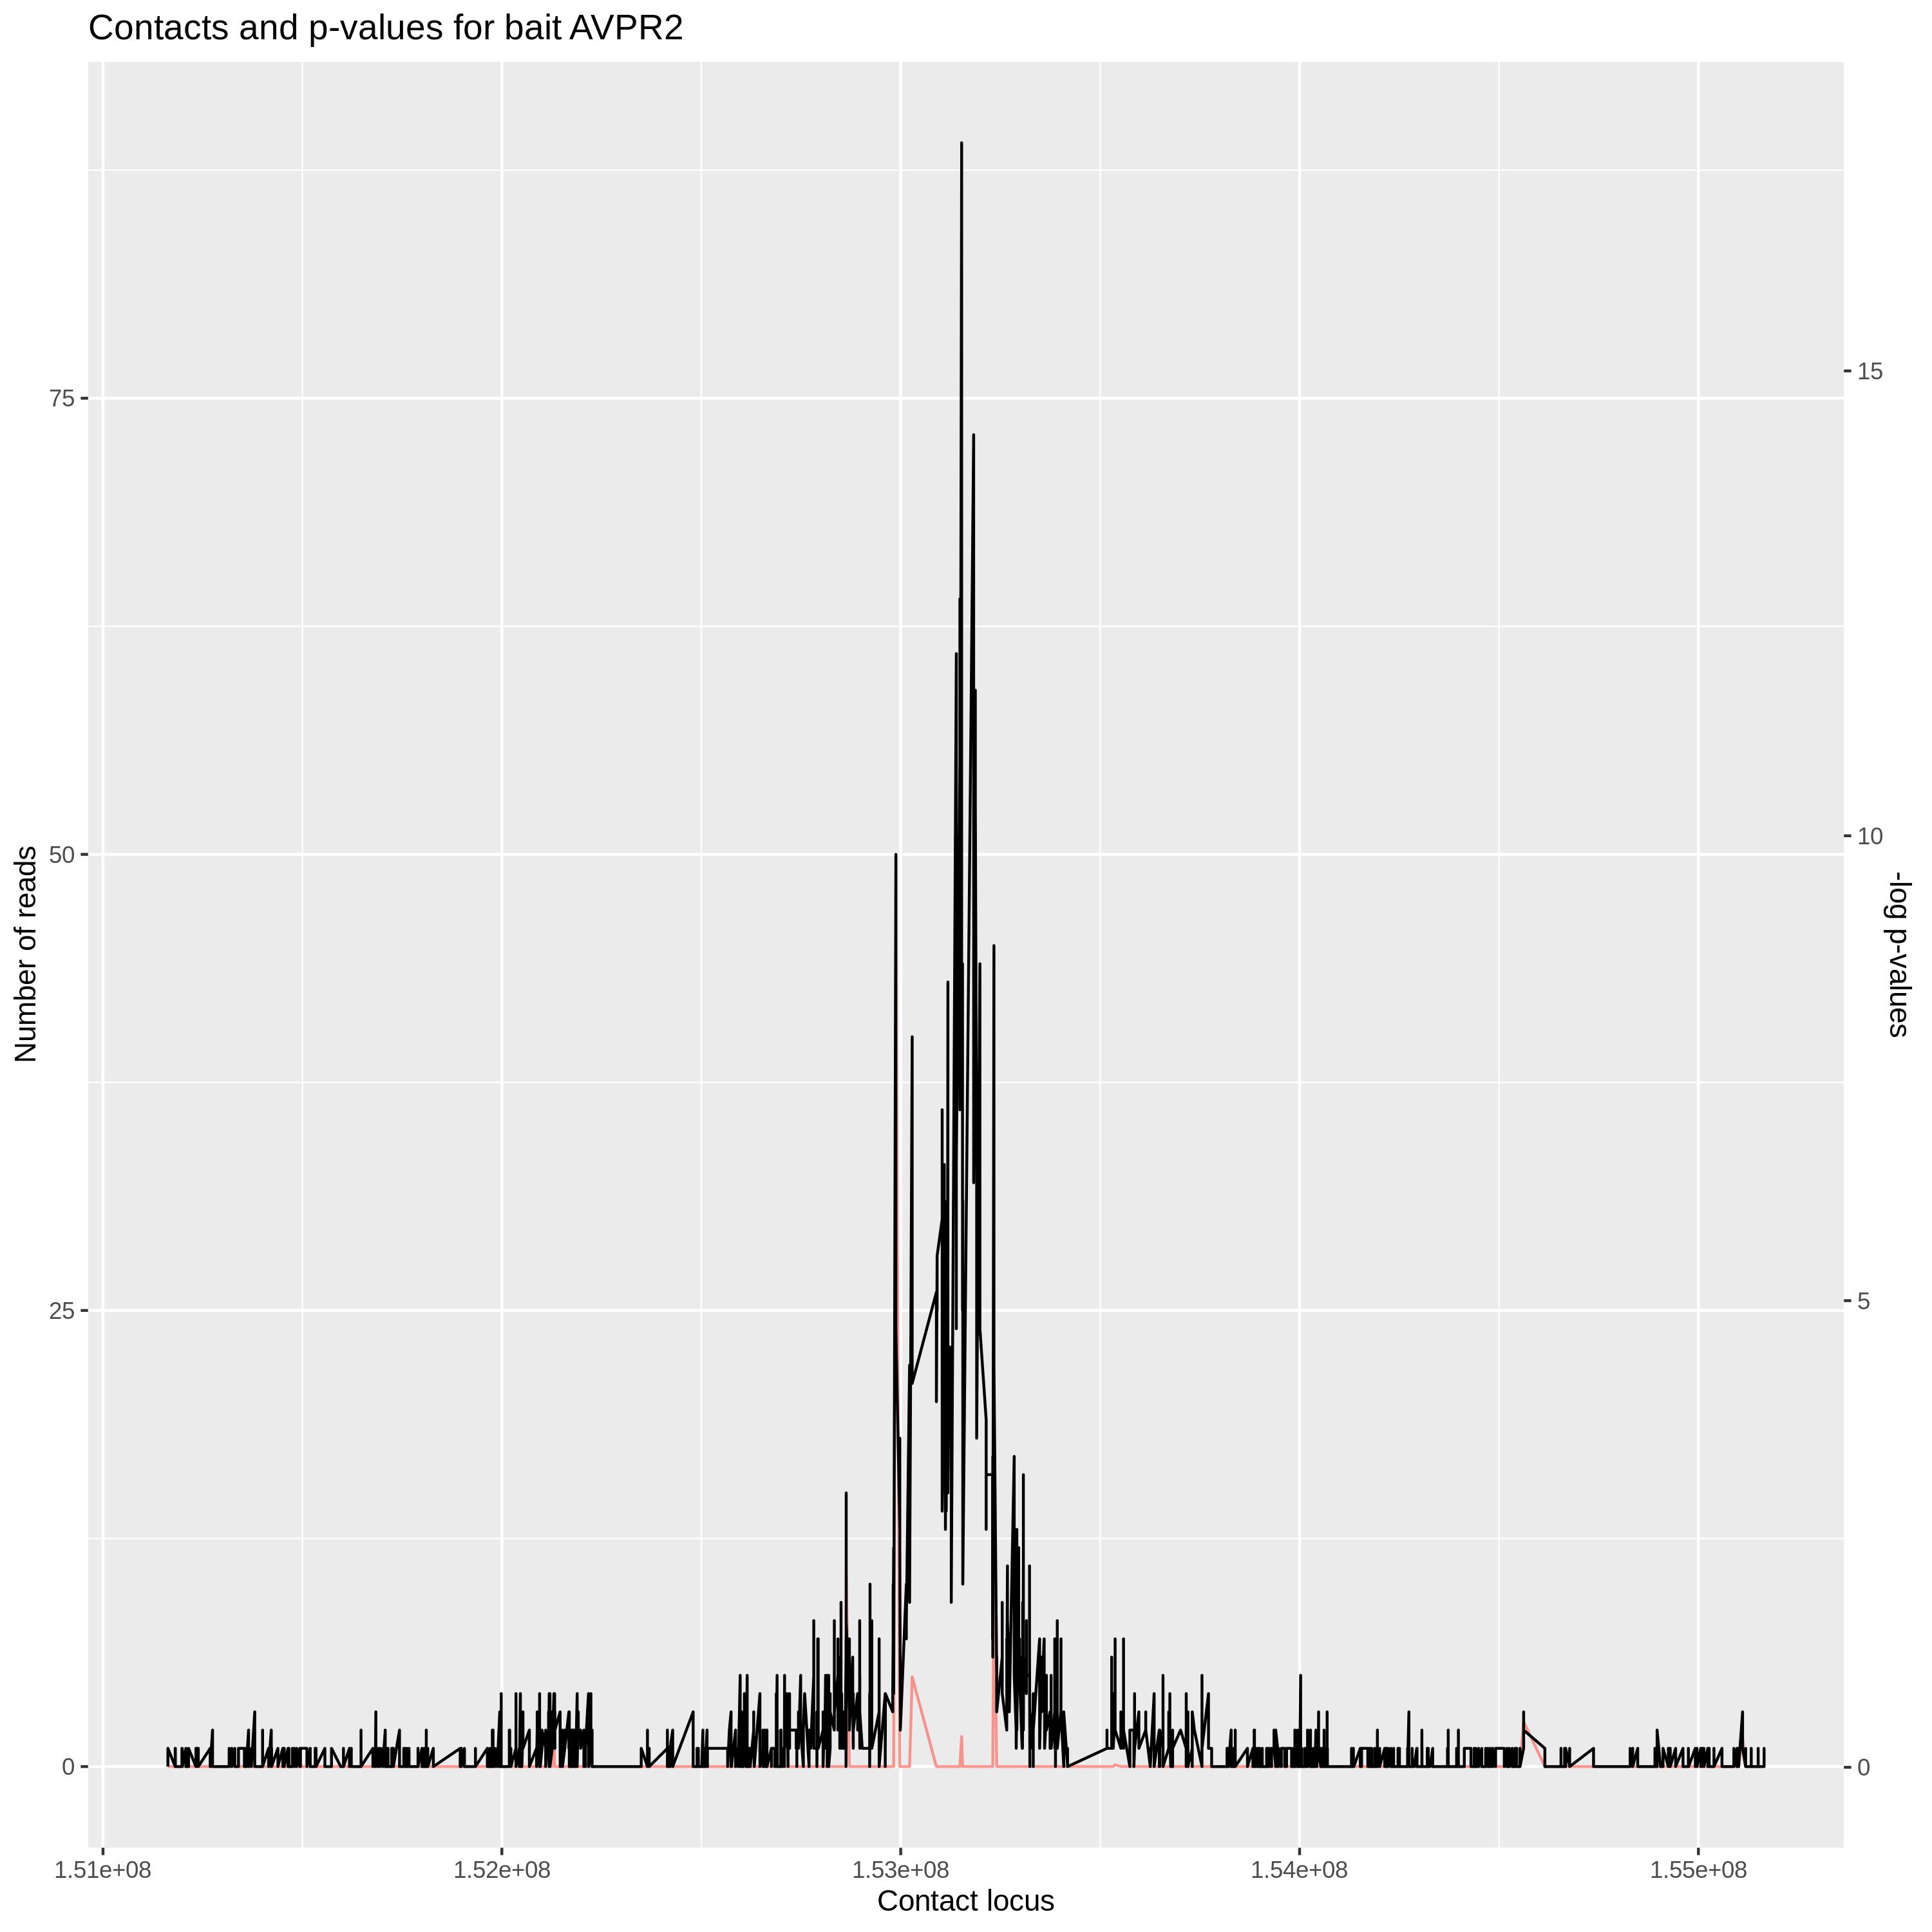 Contacts and p-values for bait AVPR2
Number of reads
75
50
25
0
15
10
5
0
-log p-values
1.51e+08 1.52e+08 1.53e+08 1.54e+08 1.55e+08
Contact locus